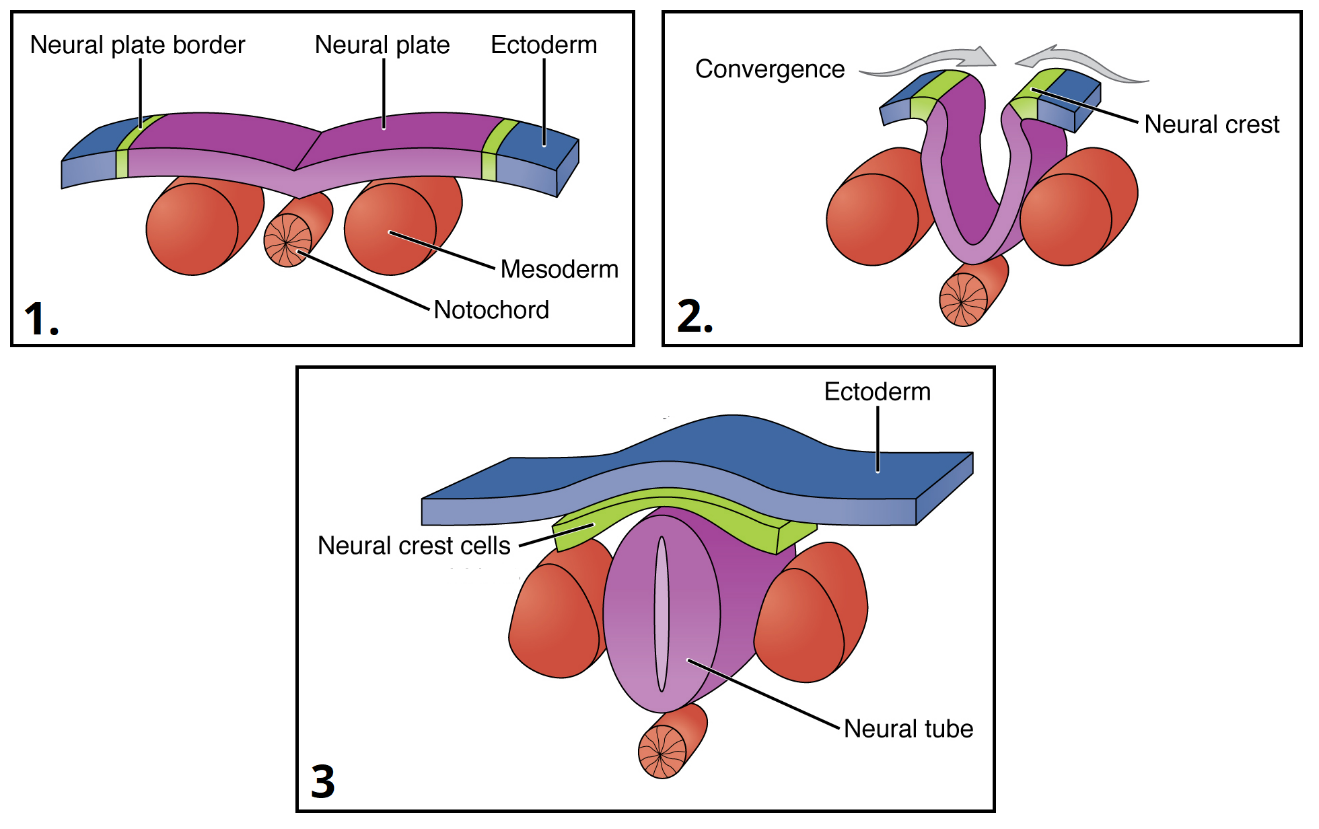 Neural plate border
Neural plate
Ectoderm
Mesoderm
Notochord
1.
Convergence
Neural crest
2.
Ectoderm
Neural crest cells
Neural tube
3